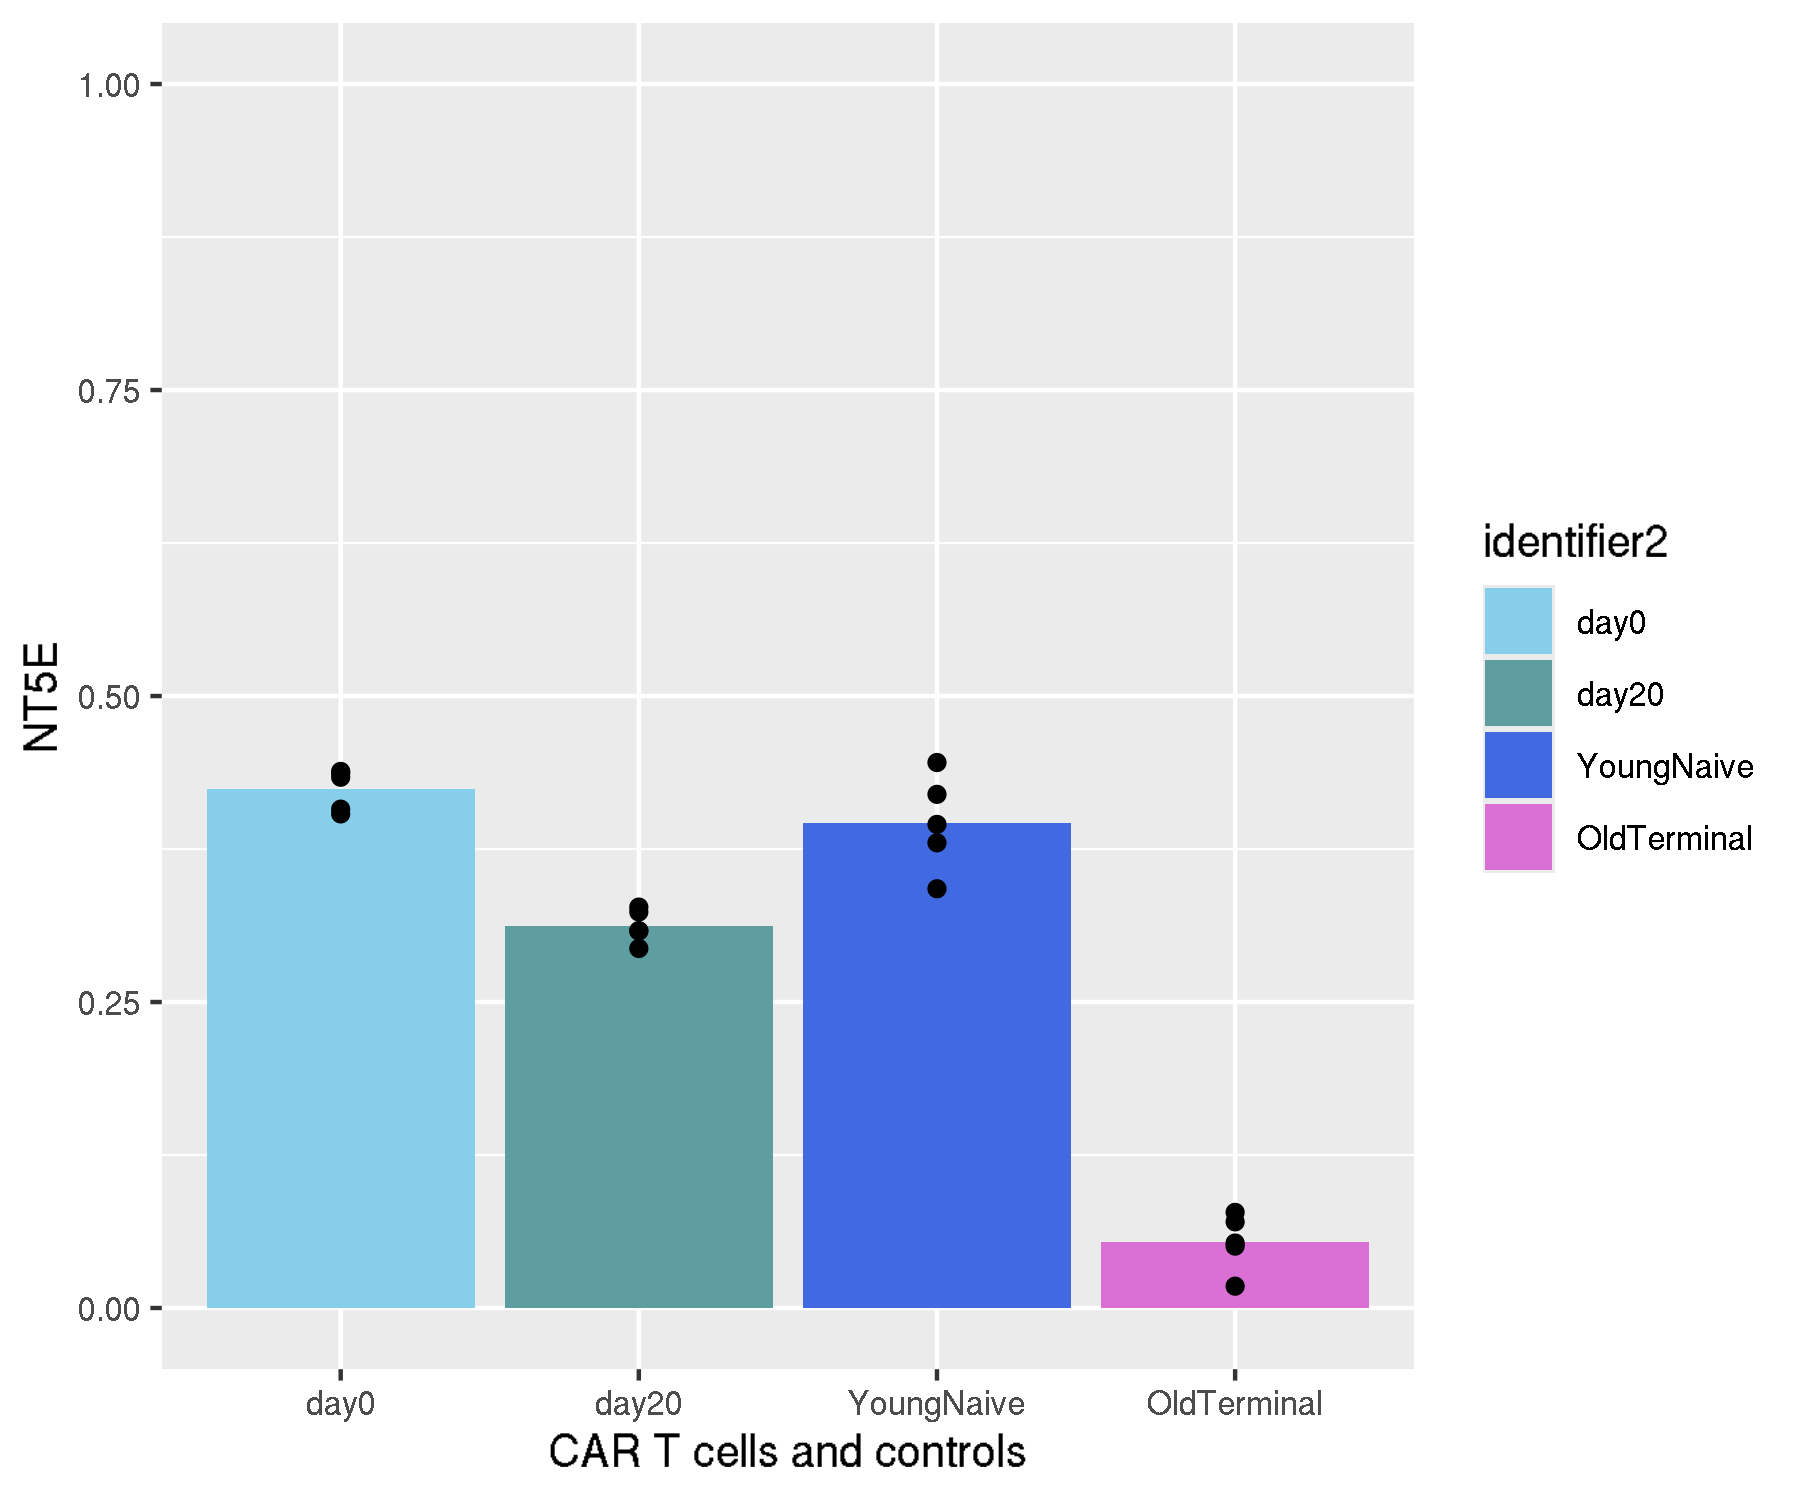 1.00
0.75
0.50
0.25
0.00
NT5E
day0
day20
YoungNaive
OldTerminal
CAR T cells and controls
identifier2
day0
day20
YoungNaive
OldTerminal